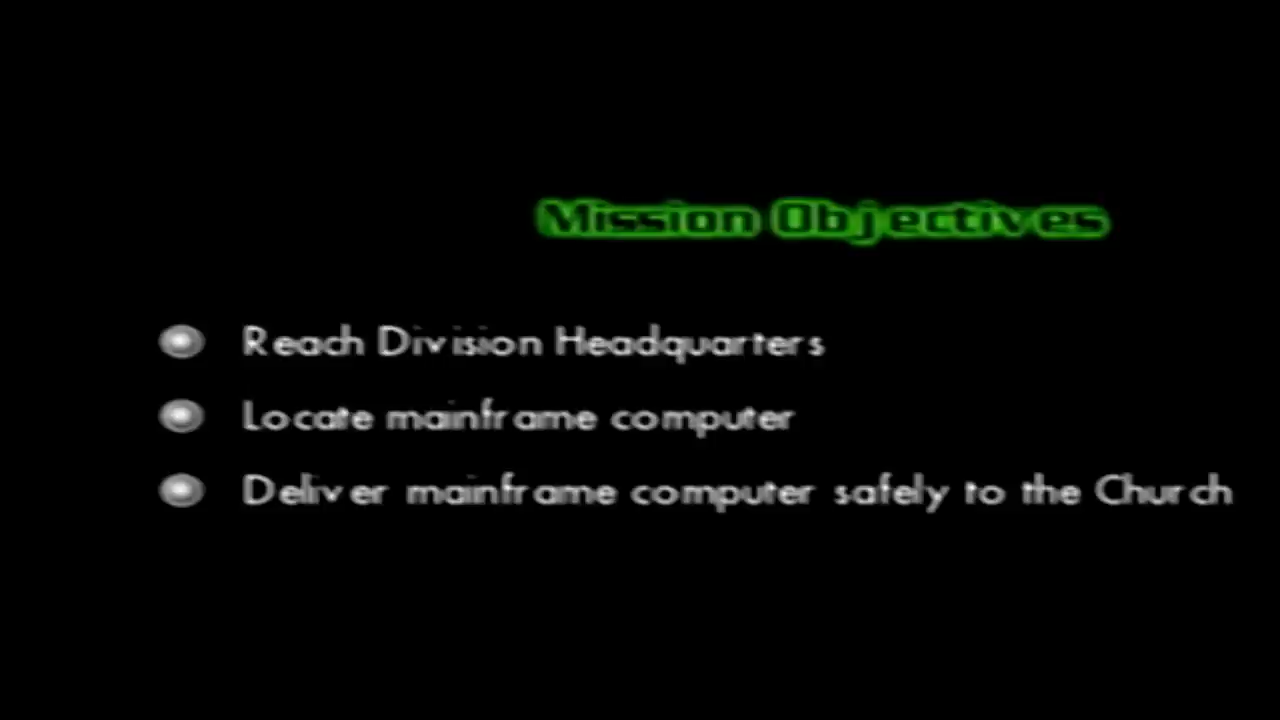 Mission Objectives
Reach Division Headquarters
Locate mainframe computer
Deliver mainframe computer safely to the Church